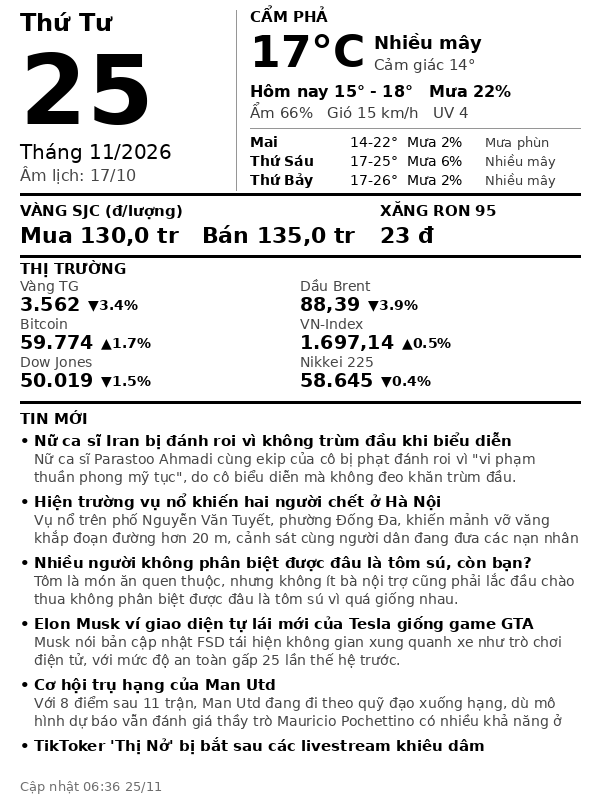 Thứ Tư
25
Tháng 11/2026
Âm lịch: 17/10
CẨM PHẢ
17°C Nhiều mây
Cảm giác 14°
Hôm nay 15° - 18° Mưa 22%
Ẩm 66% Gió 15 km/h UV 4
Mai 14-22° Mưa 2% Mưa phùn
Thứ Sáu 17-25° Mưa 6% Nhiều mây
Thứ Bảy 17-26° Mưa 2% Nhiều mây
VÀNG SJC (đ/lượng)
Mua 130,0 tr Bán 135,0 tr
XĂNG RON 95
23 đ
THỊ TRƯỜNG
Vàng TG
3.562 ▼3.4%
Dầu Brent
88,39 ▼3.9%
Bitcoin
59.774 ▲1.7%
VN-Index
1.697,14 ▲0.5%
Dow Jones
50.019 ▼1.5%
Nikkei 225
58.645 ▼0.4%
TIN MỚI
• Nữ ca sĩ Iran bị đánh roi vì không trùm đầu khi biểu diễn
Nữ ca sĩ Parastoo Ahmadi cùng ekip của cô bị phạt đánh roi vì "vi phạm
thuần phong mỹ tục", do cô biểu diễn mà không đeo khăn trùm đầu.
• Hiện trường vụ nổ khiến hai người chết ở Hà Nội
Vụ nổ trên phố Nguyễn Văn Tuyết, phường Đống Đa, khiến mảnh vỡ văng
khắp đoạn đường hơn 20 m, cảnh sát cùng người dân đang đưa các nạn nhân
• Nhiều người không phân biệt được đâu là tôm sú, còn bạn?
Tôm là món ăn quen thuộc, nhưng không ít bà nội trợ cũng phải lắc đầu chào
thua không phân biệt được đâu là tôm sú vì quá giống nhau.
• Elon Musk ví giao diện tự lái mới của Tesla giống game GTA
Musk nói bản cập nhật FSD tái hiện không gian xung quanh xe như trò chơi
điện tử, với mức độ an toàn gấp 25 lần thế hệ trước.
• Cơ hội trụ hạng của Man Utd
Với 8 điểm sau 11 trận, Man Utd đang đi theo quỹ đạo xuống hạng, dù mô
hình dự báo vẫn đánh giá thầy trò Mauricio Pochettino có nhiều khả năng ở
• TikToker 'Thị Nở' bị bắt sau các livestream khiêu dâm
Cập nhật 06:36 25/11